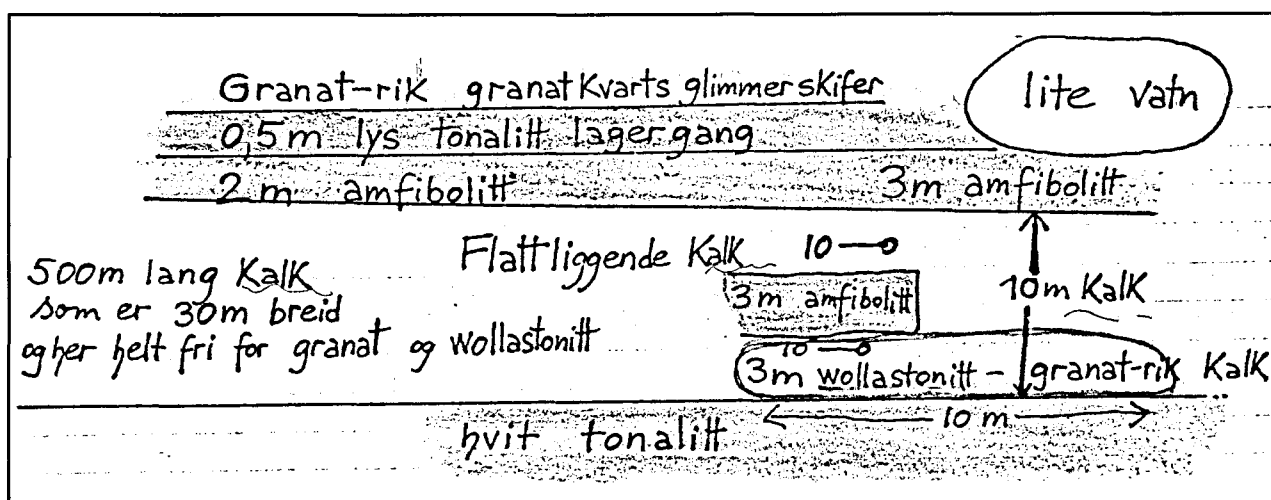 Granat-rik granatkvarts glimmerskifer
lite vatn
0,5 m lys tonalitt lagergang
2 m amfibolitt
3m amfibolitt
Flattliggende Kalk
10
500m lang Kalk
som er 30m breid
og her helt fri for granat og wollastonitt
3m amfibolitt
10m Kalk
10
3m wollastonitt - granat-rik Kalk
10 m
hvit tonalitt